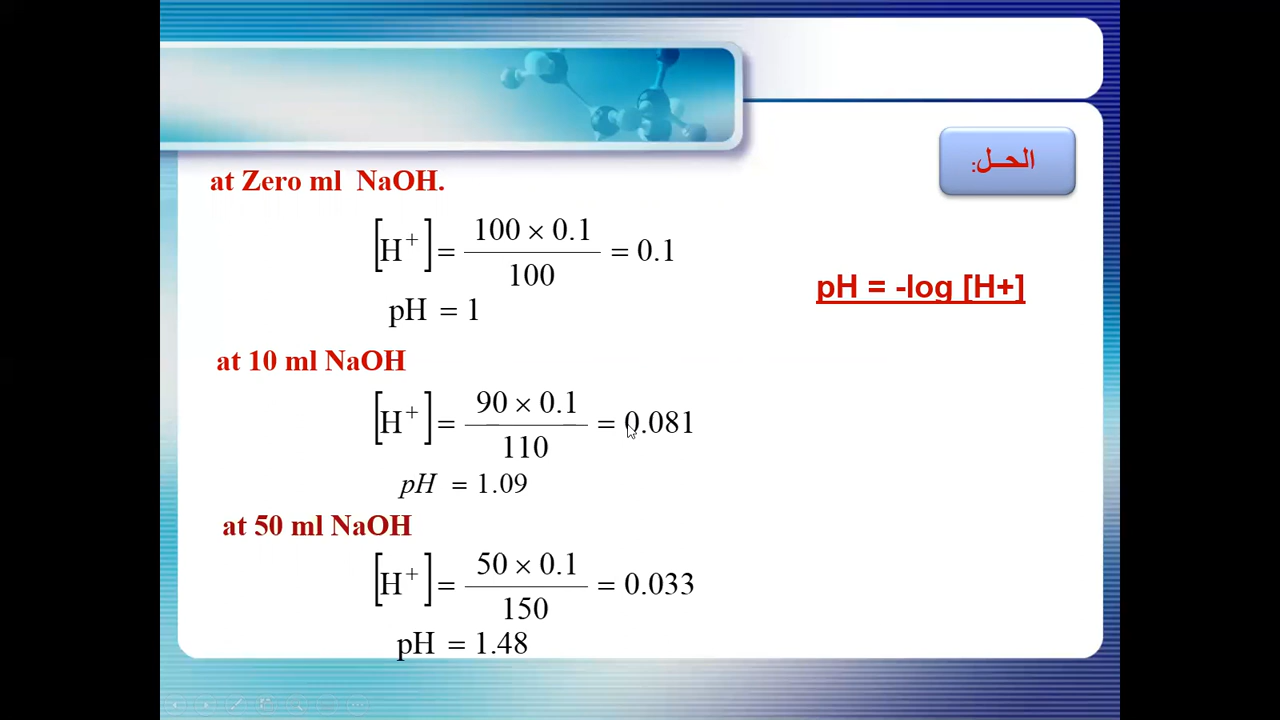 الحـــل:
at Zero ml NaOH.
[H⁺] = 100 × 0.1 / 100 = 0.1
pH = -log [H+]
pH = 1
at 10 ml NaOH
[H⁺] = 90 × 0.1 / 110 = 0.081
pH = 1.09
at 50 ml NaOH
[H⁺] = 50 × 0.1 / 150 = 0.033
pH = 1.48